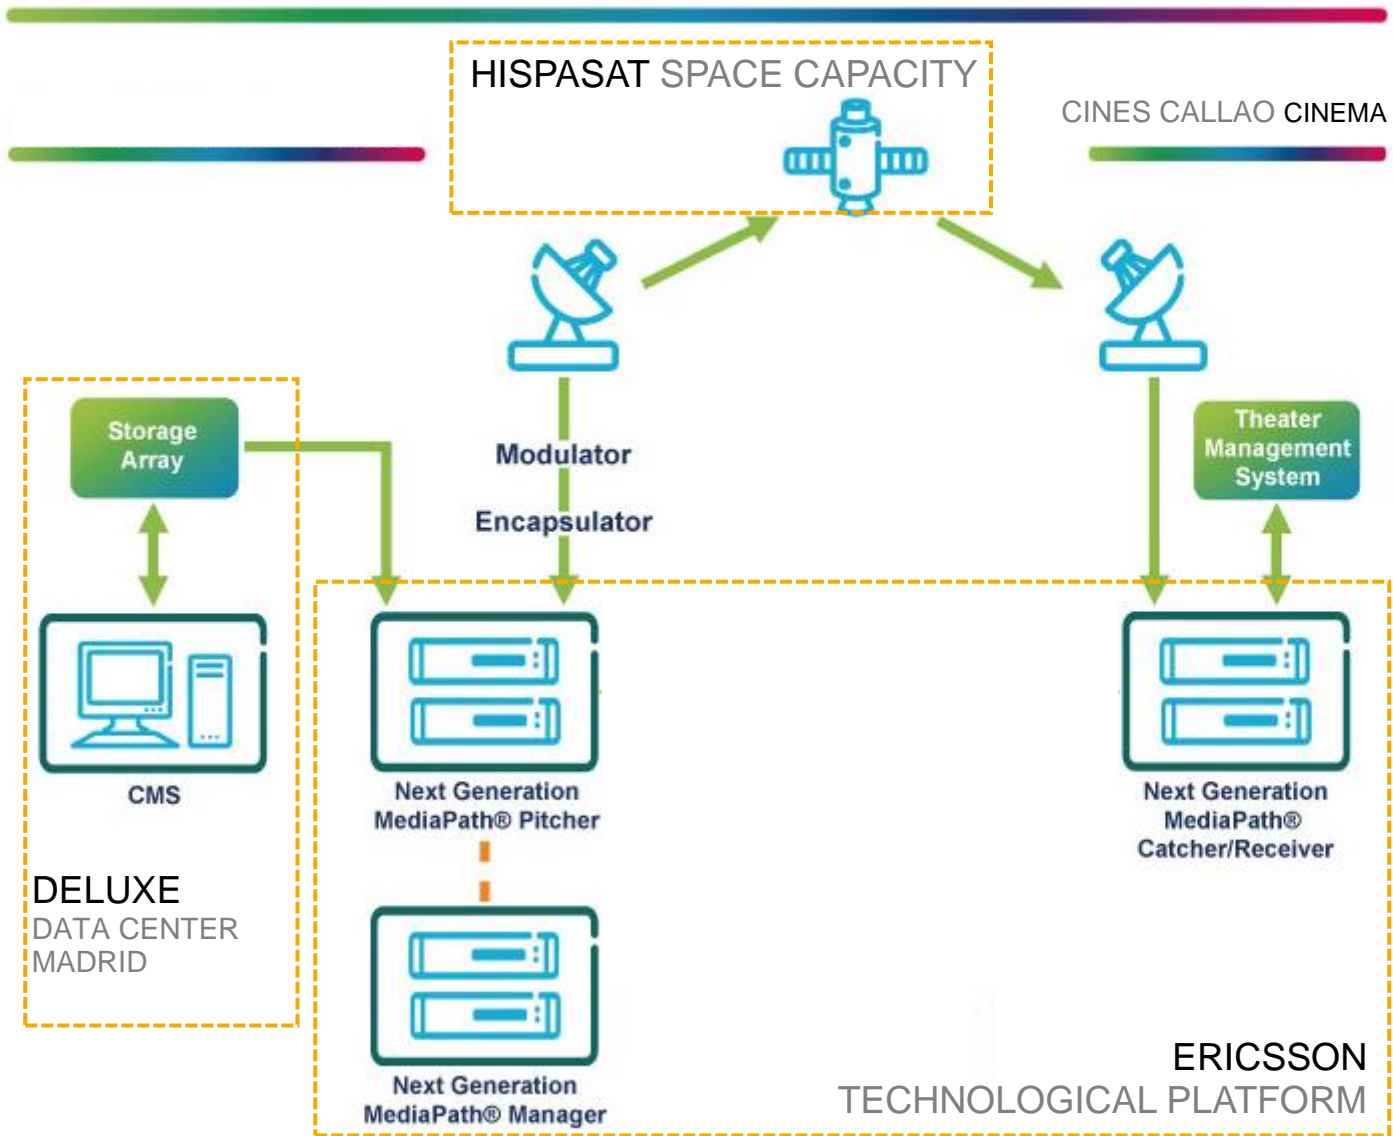 HISPASAT SPACE CAPACITY
CINES CALLAO CINEMA
Storage
Array
Modulator
Encapsulator
Theater
Management
System
CMS
Next Generation
MediaPath® Pitcher
Next Generation
MediaPath®
Catcher/Receiver
DELUXE
DATA CENTER
MADRID
Next Generation
MediaPath® Manager
ERICSSON
TECHNOLOGICAL PLATFORM